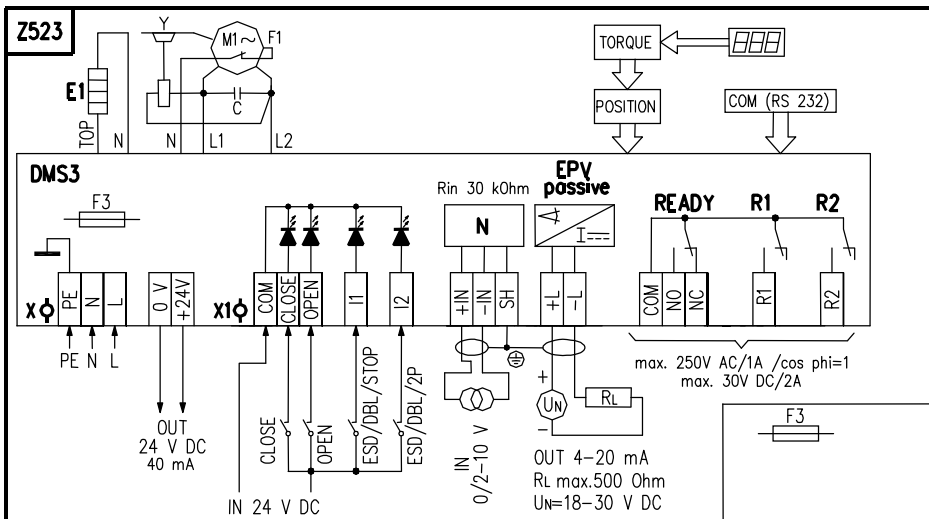 Z523
Y
M1 ~
F1
E1
C
TOP
N
N
L1
L2
TORQUE
POSITION
COM (RS 232)
DMS3
F3
Rin 30 kOhm
N
EPV
passive
READY
R1
R2
X
PE
N
L
0 V
+24V
X1
COM
CLOSE
OPEN
I1
I2
+IN
-IN
SH
+L
-L
COM
NO
NC
R1
R2
PE N L
OUT
24 V DC
40 mA
CLOSE
OPEN
ESD/DBL/STOP
ESD/DBL/2P
IN 24 V DC
IN
0/2-10 V
+
UN
-
RL
OUT 4-20 mA
RL max.500 Ohm
UN=18-30 V DC
max. 250V AC/1A /cos phi=1
max. 30V DC/2A
F3